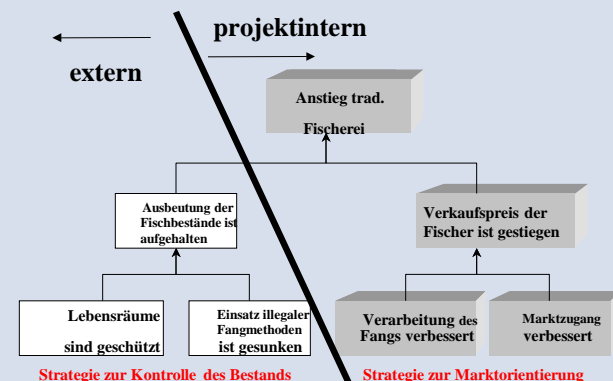 projektintern
extern
Anstieg trad.
Fischerei
Ausbeutung der
Fischbestände ist
aufgehalten
Verkaufspreis der
Fischer ist gestiegen
Lebensräume
sind geschützt
Einsatz illegaler
Fangmethoden
ist gesunken
Verarbeitung des
Fangs verbessert
Marktzugang
verbessert
Strategie zur Kontrolle des Bestands
Strategie zur Marktorientierung